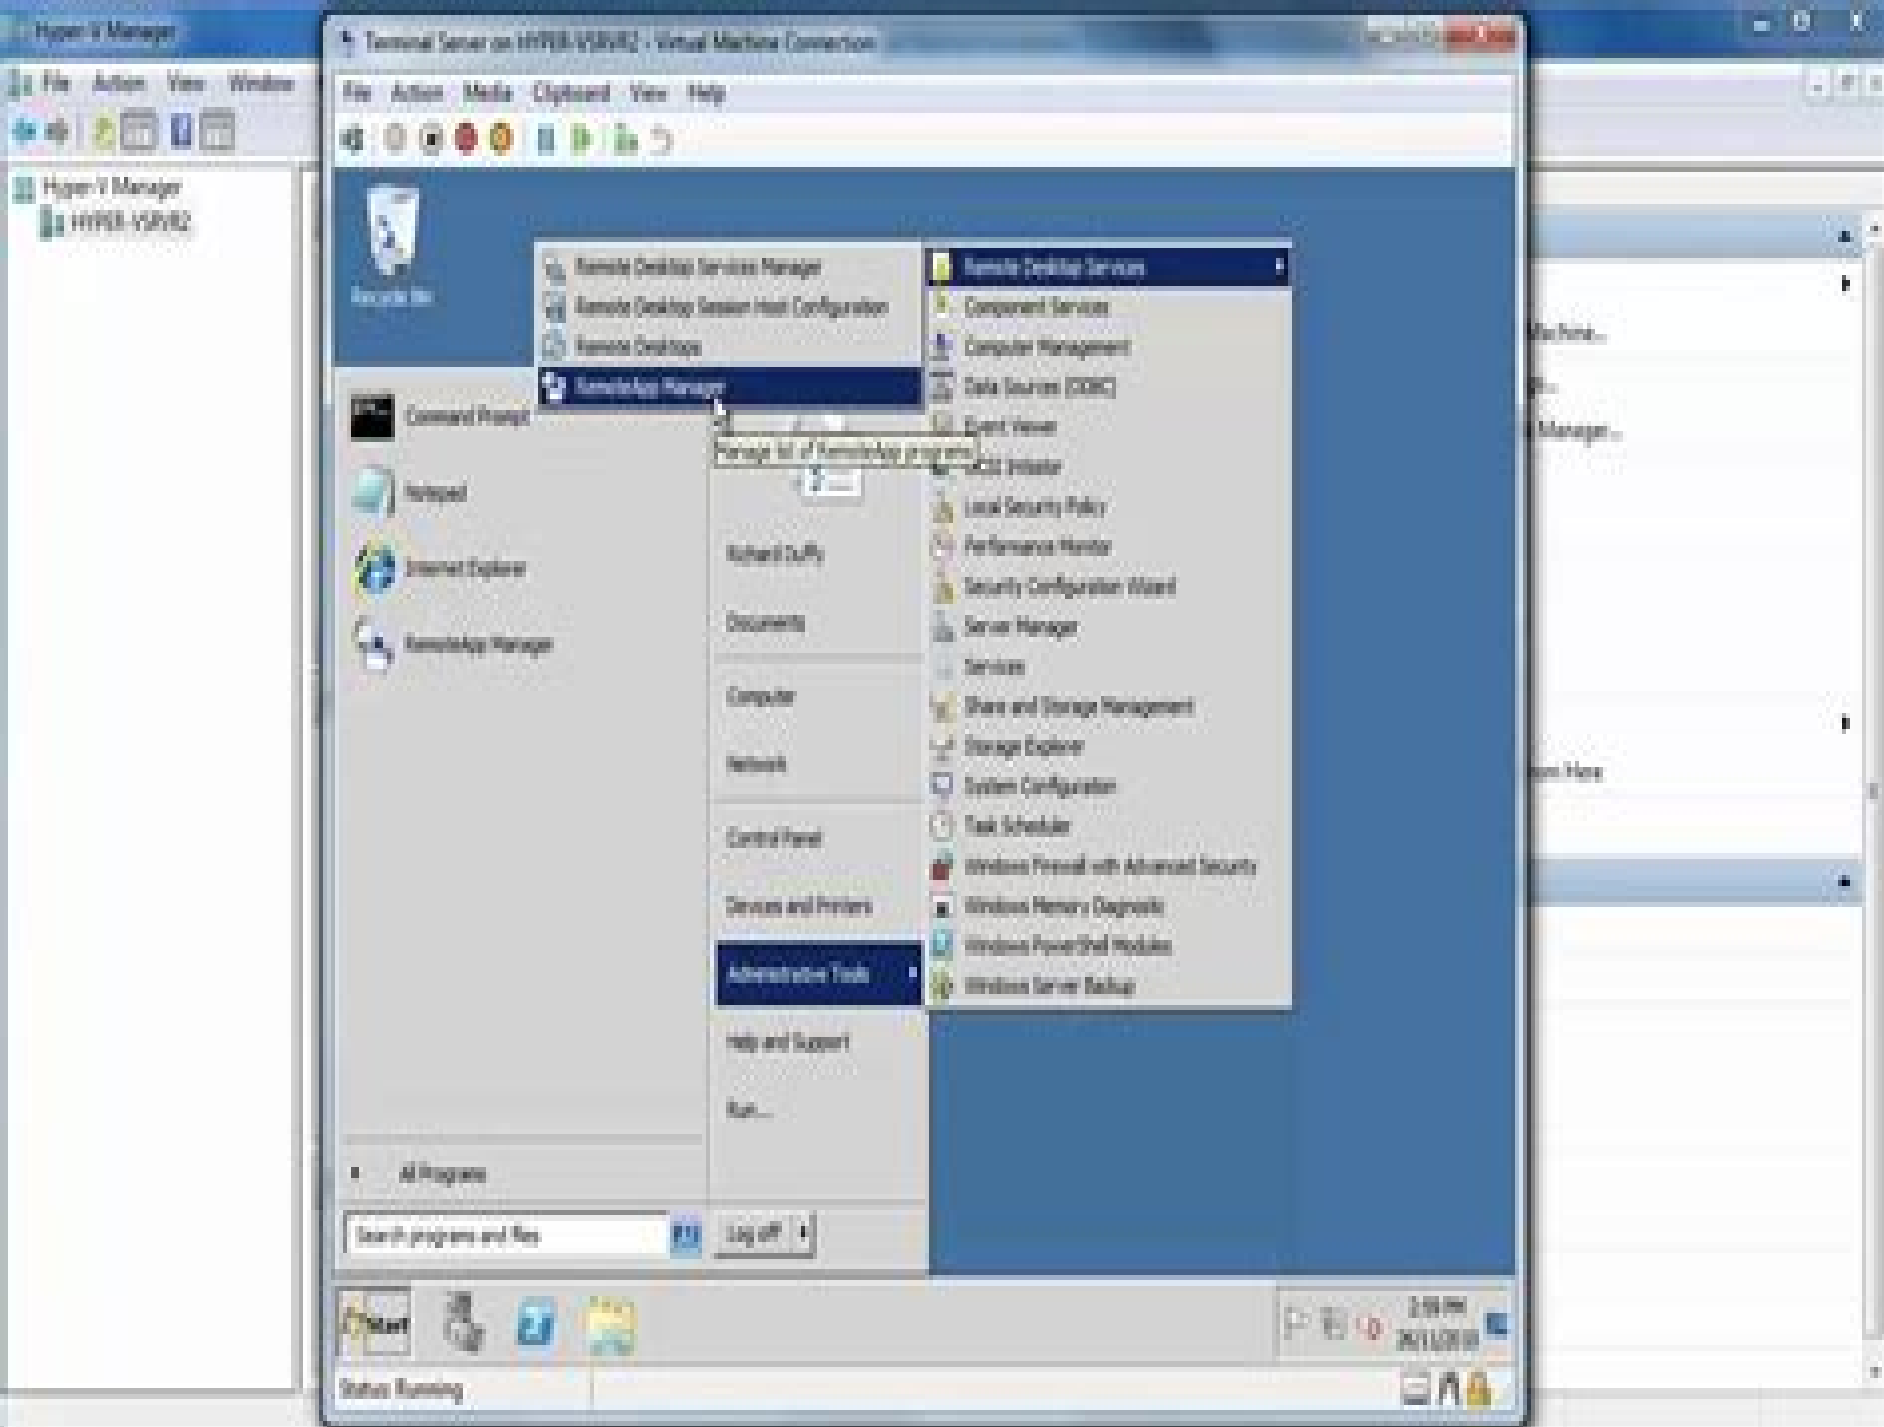 Hyper-V Manager
File Action View Window
Hyper-V Manager
HYPER-VSRVR2
Terminal Server on HYPER-VSRVR2 - Virtual Machine Connection
File Action Media Clipboard View Help
Recycle Bin
Remote Desktop Services Manager
Remote Desktop Session Host Configuration
Remote Desktops
RemoteApp Manager
Manage list of RemoteApp programs
Remote Desktop Services
Component Services
Computer Management
Data Sources (ODBC)
Event Viewer
iSCSI Initiator
Local Security Policy
Performance Monitor
Security Configuration Wizard
Server Manager
Services
Share and Storage Management
Storage Explorer
System Configuration
Task Scheduler
Windows Firewall with Advanced Security
Windows Memory Diagnostic
Windows PowerShell Modules
Windows Server Backup
Command Prompt
Notepad
Internet Explorer
RemoteApp Manager
Richard Duffy
Documents
Computer
Network
Control Panel
Devices and Printers
Administrative Tools
Help and Support
Run...
All Programs
Search programs and files
Log off
Start
Status: Running
Machine...
Manager...
Here